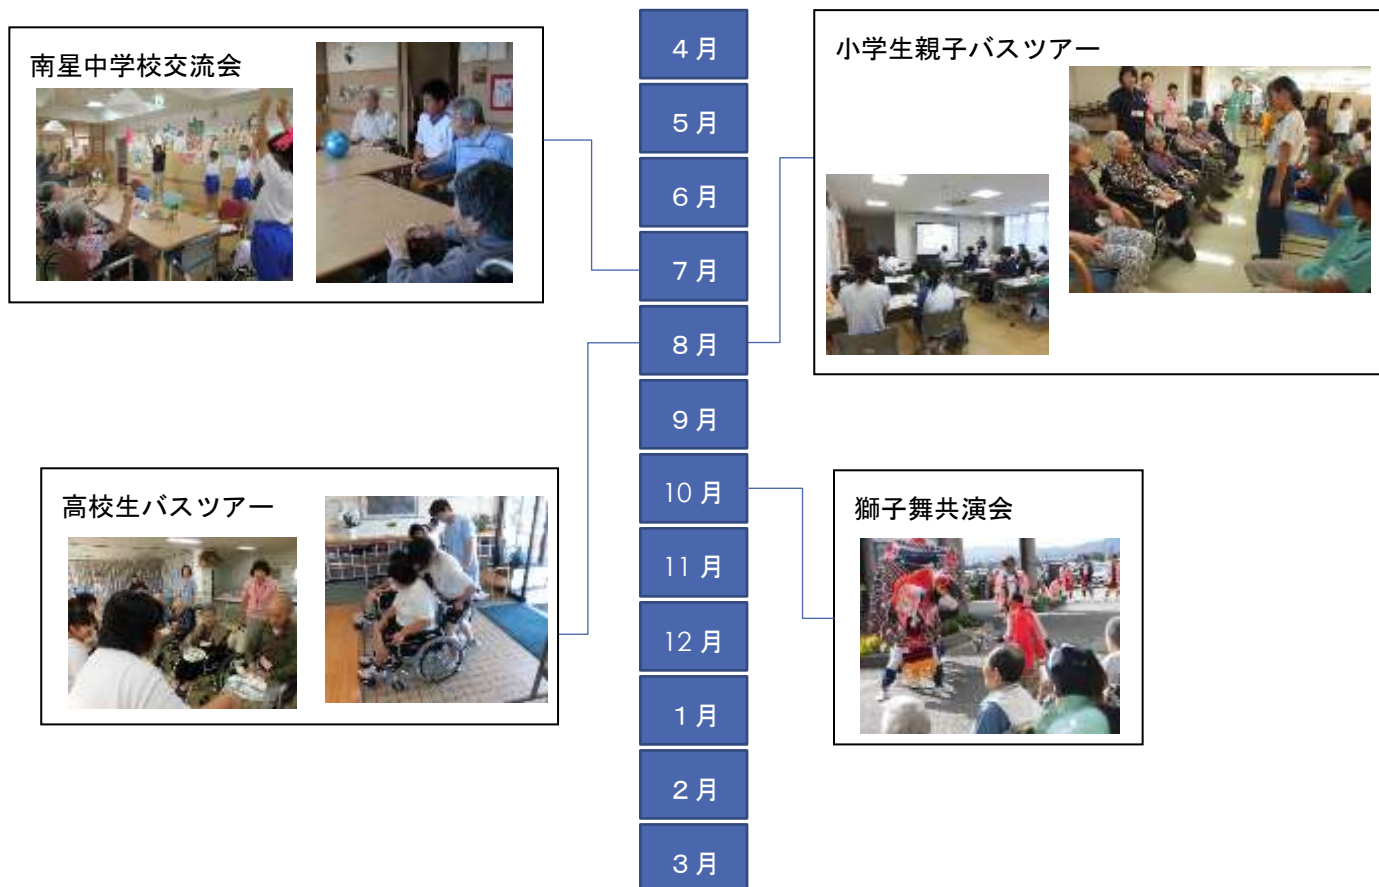 南星中学校交流会
小学生親子バスツアー
高校生バスツアー
獅子舞共演会
4月
5月
6月
7月
8月
9月
10月
11月
12月
1月
2月
3月